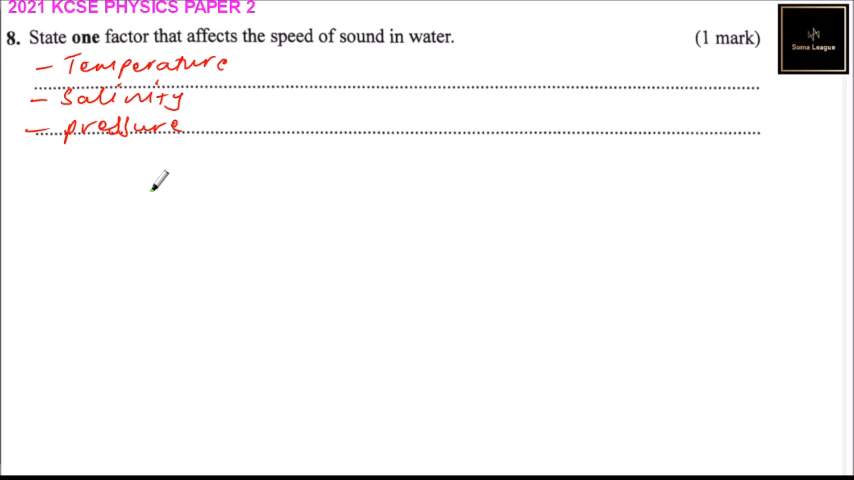 2021 KCSE PHYSICS PAPER 2
8. State one factor that affects the speed of sound in water. (1 mark)
Soma League
- Temperature
- Salinity
- pressure